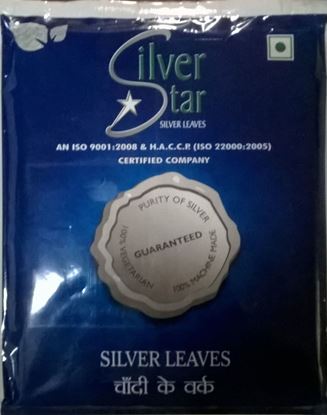 Silver
Star
SILVER LEAVES
AN ISO 9001:2008 & H.A.C.C.P. (ISO 22000:2005)
CERTIFIED COMPANY
PURITY OF SILVER
GUARANTEED
100% VEGETARIAN
100% MACHINE MADE
SILVER LEAVES
चाँदी के वर्क